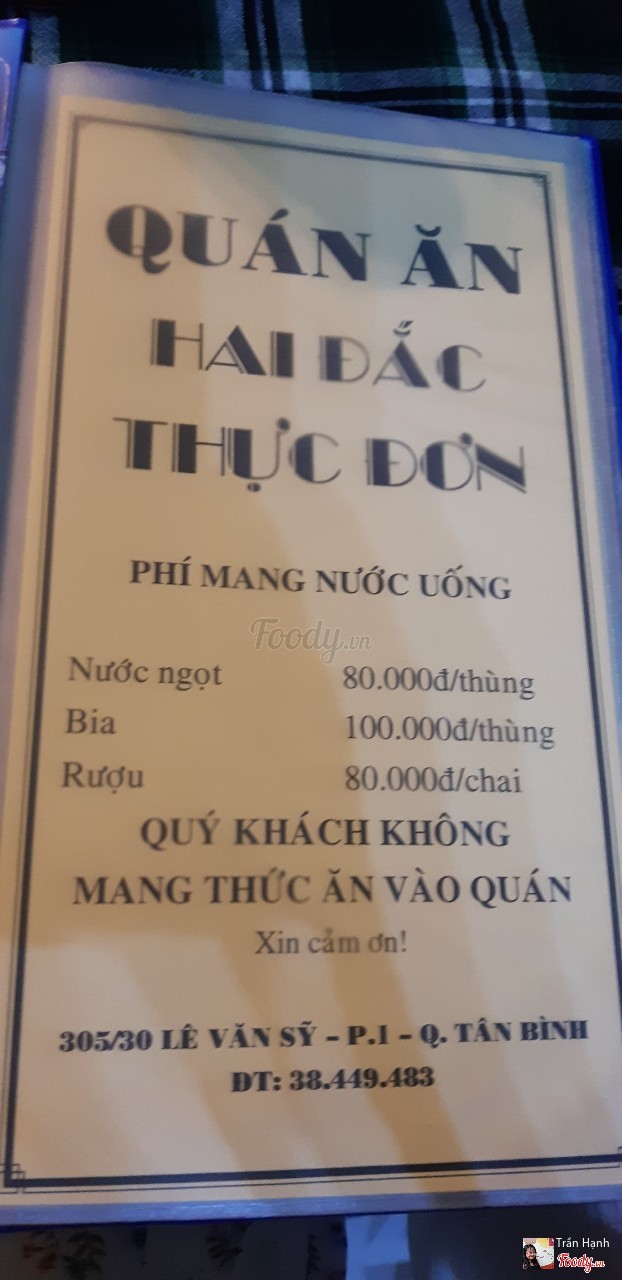 QUÁN ĂN
HAI ĐẮC
THỰC ĐƠN
PHÍ MANG NƯỚC UỐNG
Foody.vn
Nước ngọt 80.000đ/thùng
Bia 100.000đ/thùng
Rượu 80.000đ/chai
QUÝ KHÁCH KHÔNG
MANG THỨC ĂN VÀO QUÁN
Xin cảm ơn!
305/30 LÊ VĂN SỸ - P.1 - Q. TÂN BÌNH
ĐT: 38.449.483
Trần Hạnh
Foody.vn